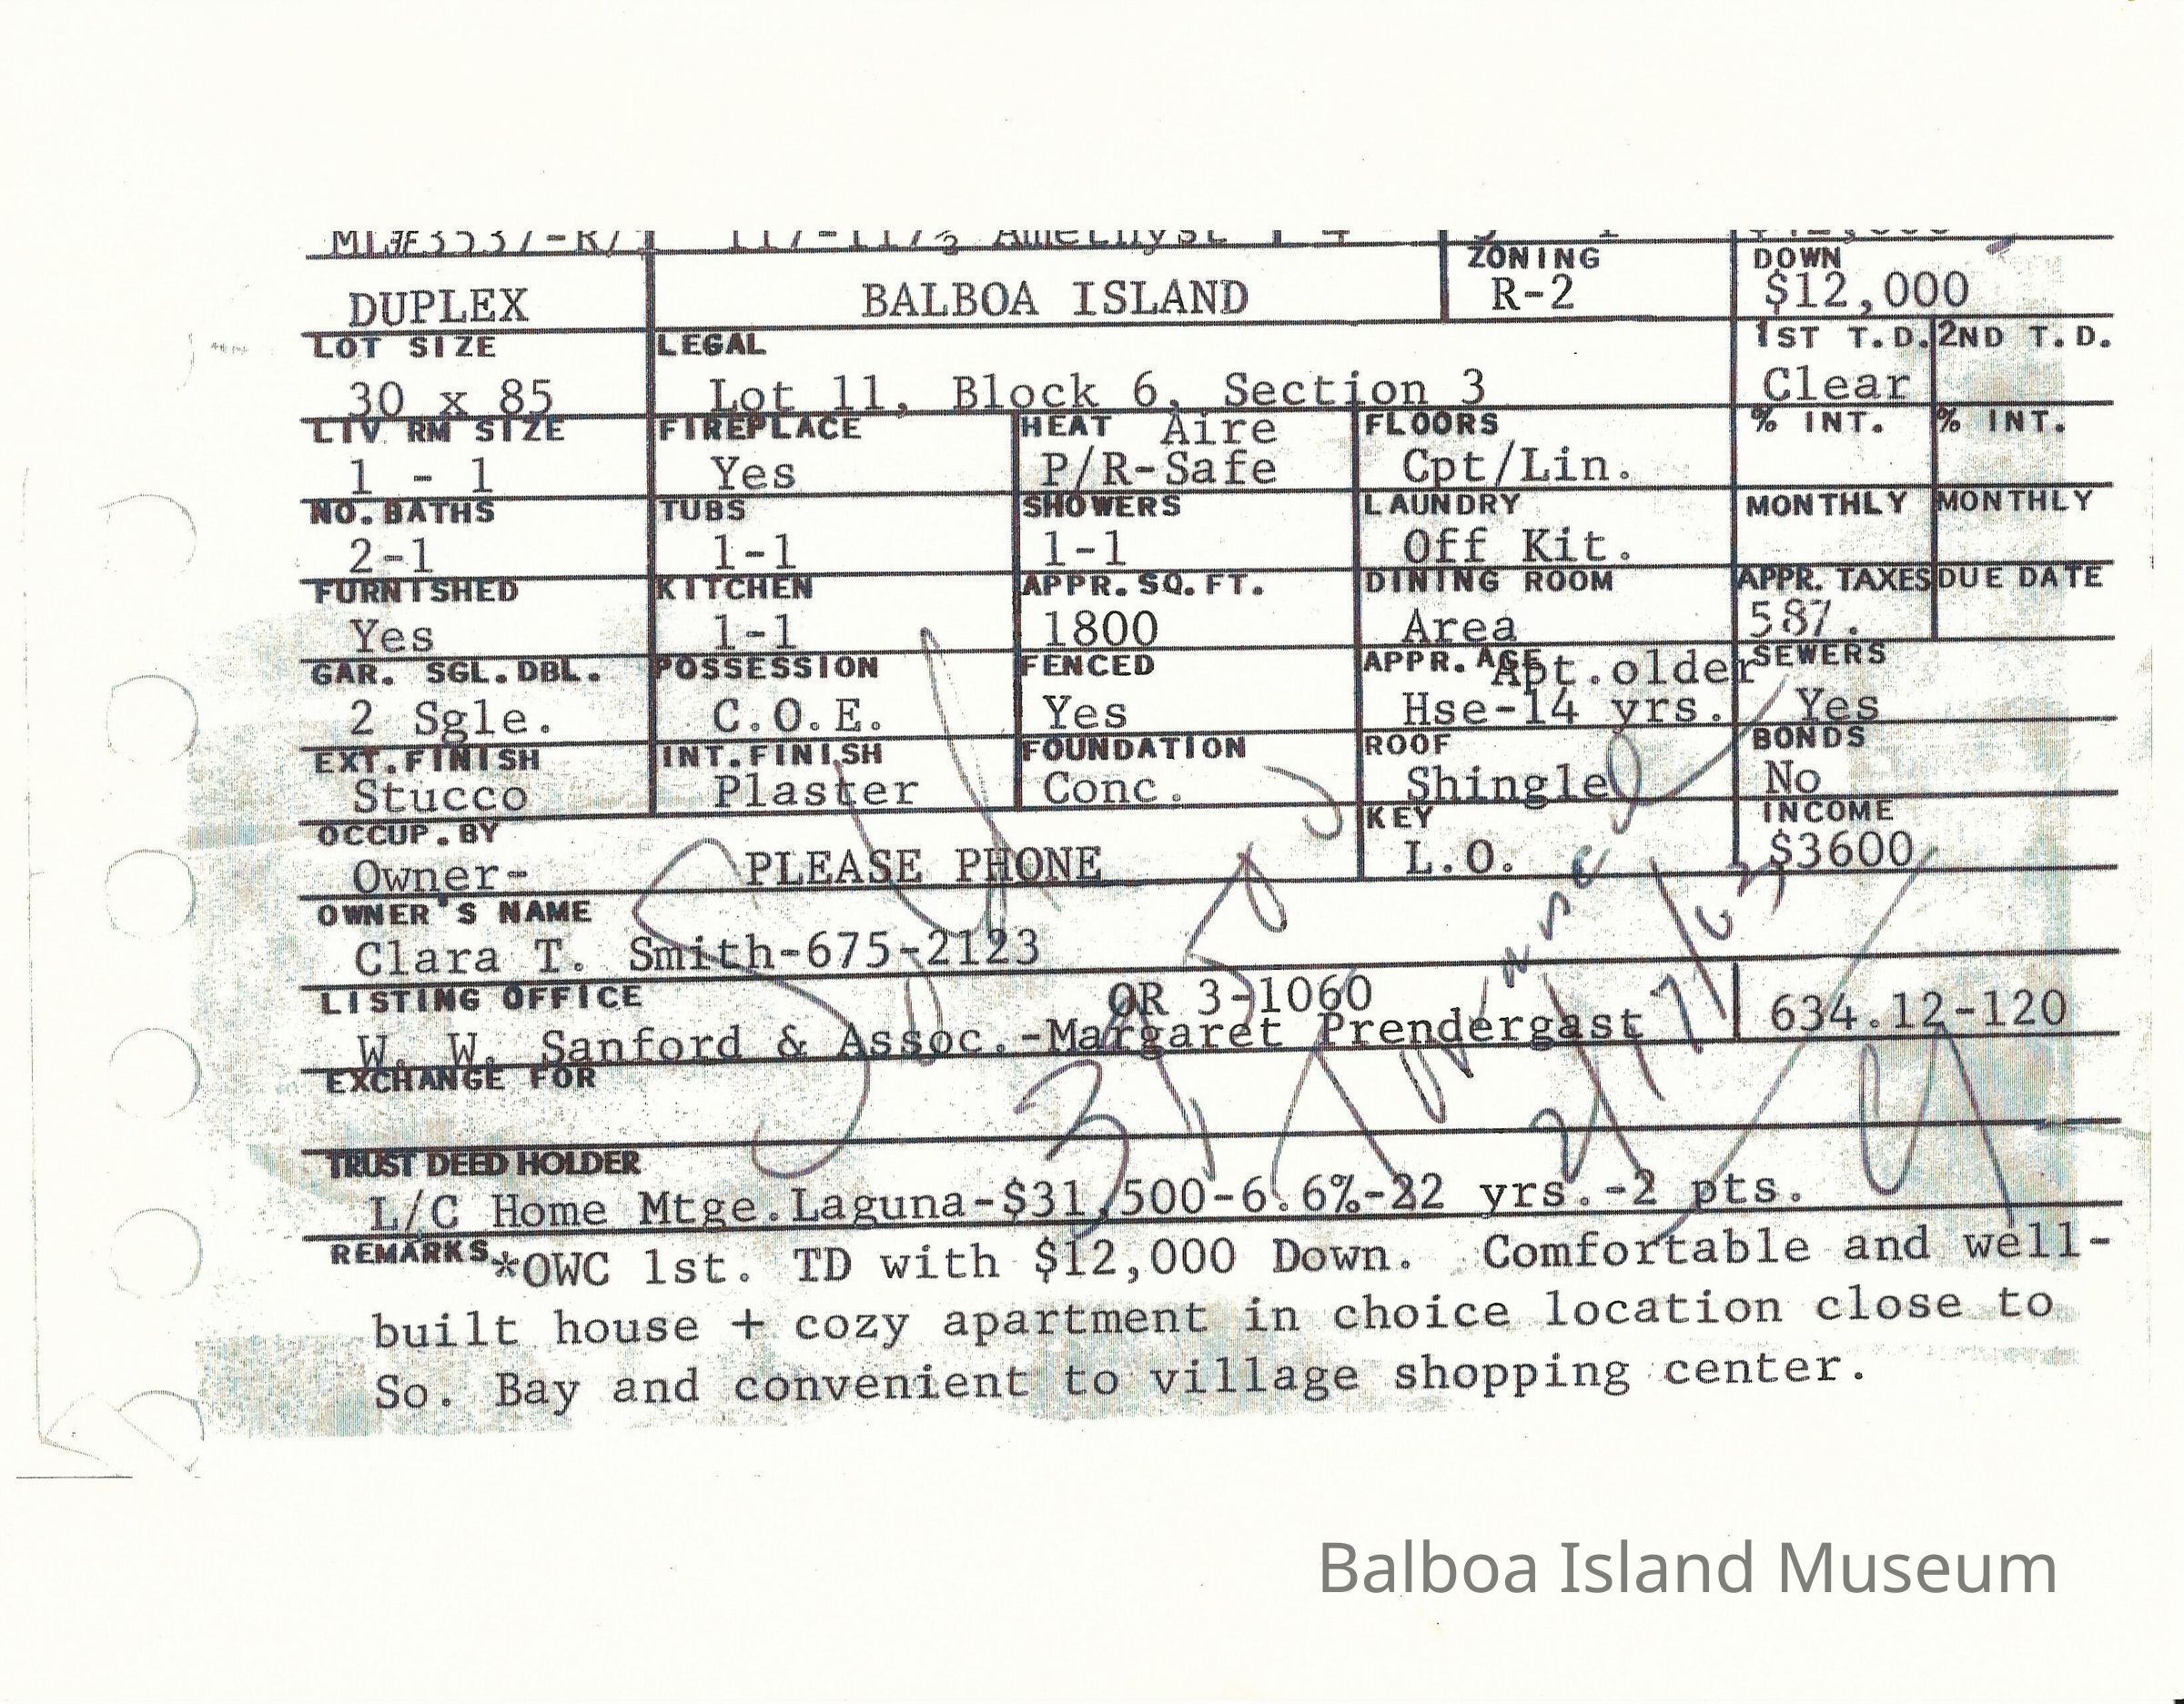 ZONING DOWN
DUPLEX BALBOA ISLAND R-2 $12,000
LOT SIZE LEGAL 1ST T.D. 2ND T.D.
30 x 85 Lot 11, Block 6, Section 3 Clear
LIV RM SIZE FIREPLACE HEAT Aire FLOORS % INT. % INT.
1 - 1 Yes P/R-Safe Cpt/Lin.
NO. BATHS TUBS SHOWERS LAUNDRY MONTHLY MONTHLY
2-1 1-1 1-1 Off Kit.
FURNISHED KITCHEN APPR. SQ. FT. DINING ROOM APPR. TAXES DUE DATE
Yes 1-1 1800 Area 587.
GAR. SGL. DBL. POSSESSION FENCED APPR. AGE Apt.older SEWERS
2 Sgle. C.O.E. Yes Hse-14 yrs. Yes
EXT. FINISH INT. FINISH FOUNDATION ROOF BONDS
Stucco Plaster Conc. Shingle No
OCCUP. BY KEY INCOME
Owner- PLEASE PHONE L.O. $3600
OWNER'S NAME
Clara T. Smith-675-2123
LISTING OFFICE OR 3-1060
W. W. Sanford & Assoc.-Margaret Prendergast 634.12-120
EXCHANGE FOR
TRUST DEED HOLDER
L/C Home Mtge.Laguna-$31,500-6.6%-22 yrs.-2 pts.
REMARKS *OWC 1st. TD with $12,000 Down. Comfortable and well-
built house + cozy apartment in choice location close to
So. Bay and convenient to village shopping center.
Balboa Island Museum